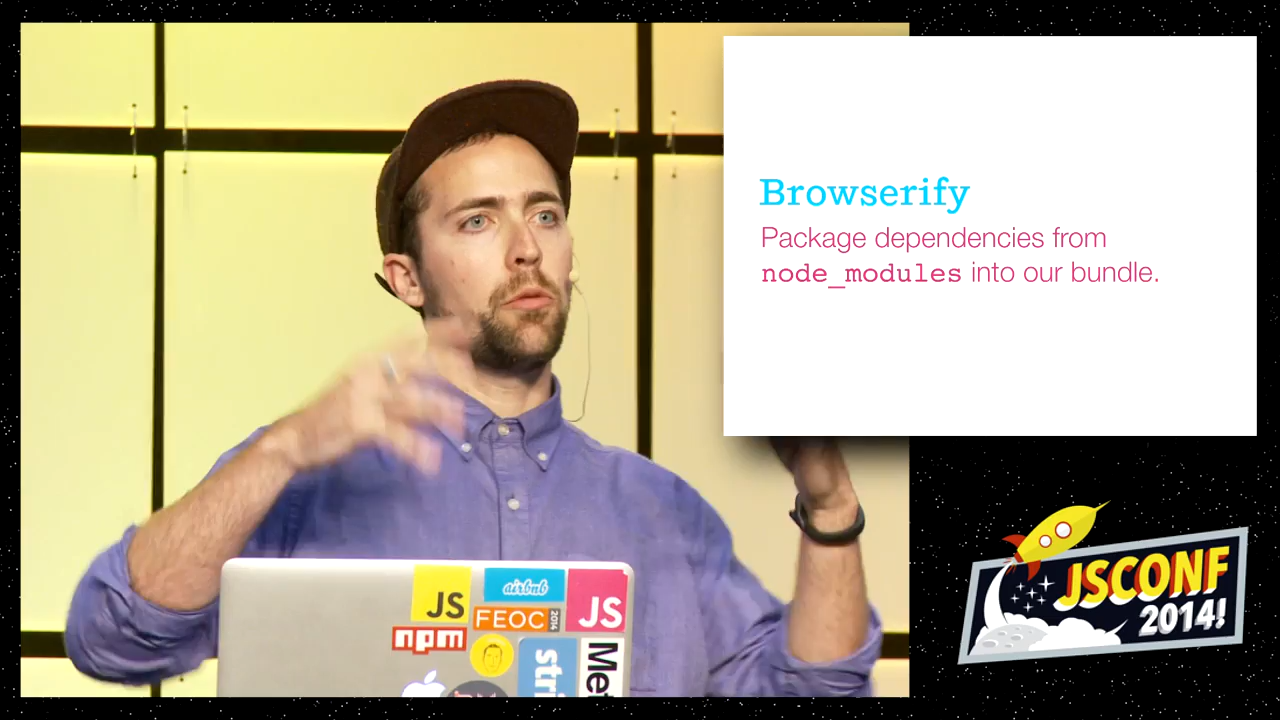 Browserify
Package dependencies from
node_modules into our bundle.
JS
airbnb
JS
FEOC
2014
npm
JSCONF
2014!